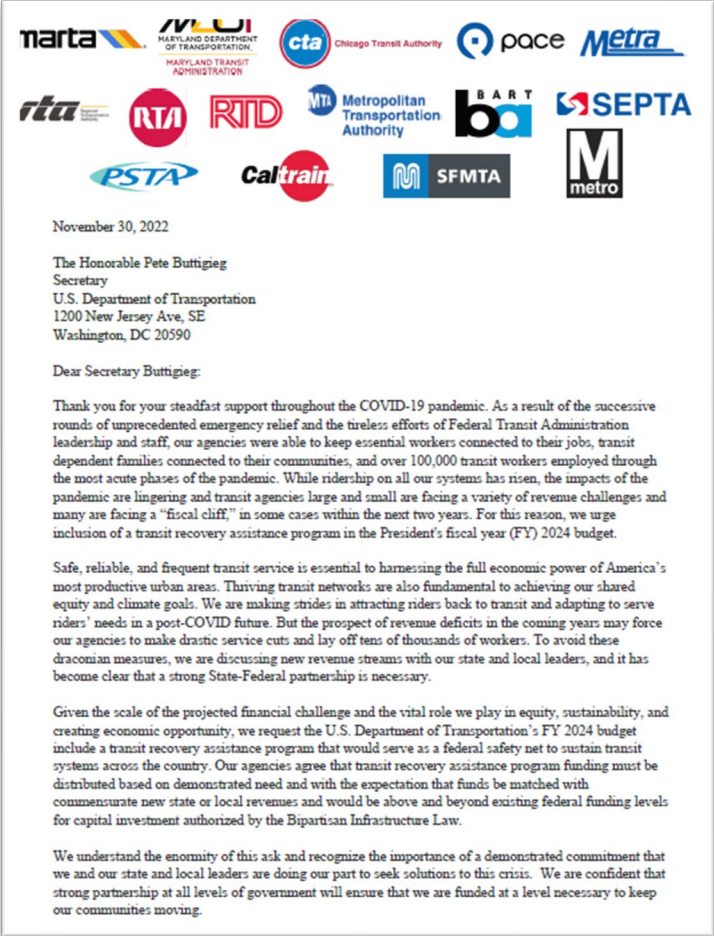 marta
MARYLAND DEPARTMENT
OF TRANSPORTATION
MARYLAND TRANSIT
ADMINISTRATION
cta Chicago Transit Authority
pace
Metra
rta
RTA
RTD
MTA Metropolitan
Transportation
Authority
BART
ba
SEPTA
PSTA
Caltrain
SFMTA
M
metro
November 30, 2022
The Honorable Pete Buttigieg
Secretary
U.S. Department of Transportation
1200 New Jersey Ave, SE
Washington, DC 20590
Dear Secretary Buttigieg:
Thank you for your steadfast support throughout the COVID-19 pandemic. As a result of the successive
rounds of unprecedented emergency relief and the tireless efforts of Federal Transit Administration
leadership and staff, our agencies were able to keep essential workers connected to their jobs, transit
dependent families connected to their communities, and over 100,000 transit workers employed through
the most acute phases of the pandemic. While ridership on all our systems has risen, the impacts of the
pandemic are lingering and transit agencies large and small are facing a variety of revenue challenges and
many are facing a “fiscal cliff,” in some cases within the next two years. For this reason, we urge
inclusion of a transit recovery assistance program in the President's fiscal year (FY) 2024 budget.
Safe, reliable, and frequent transit service is essential to harnessing the full economic power of America’s
most productive urban areas. Thriving transit networks are also fundamental to achieving our shared
equity and climate goals. We are making strides in attracting riders back to transit and adapting to serve
riders’ needs in a post-COVID future. But the prospect of revenue deficits in the coming years may force
our agencies to make drastic service cuts and lay off tens of thousands of workers. To avoid these
draconian measures, we are discussing new revenue streams with our state and local leaders, and it has
become clear that a strong State-Federal partnership is necessary.
Given the scale of the projected financial challenge and the vital role we play in equity, sustainability, and
creating economic opportunity, we request the U.S. Department of Transportation’s FY 2024 budget
include a transit recovery assistance program that would serve as a federal safety net to sustain transit
systems across the country. Our agencies agree that transit recovery assistance program funding must be
distributed based on demonstrated need and with the expectation that funds be matched with
commensurate new state or local revenues and would be above and beyond existing federal funding levels
for capital investment authorized by the Bipartisan Infrastructure Law.
We understand the enormity of this ask and recognize the importance of a demonstrated commitment that
we and our state and local leaders are doing our part to seek solutions to this crisis. We are confident that
strong partnership at all levels of government will ensure that we are funded at a level necessary to keep
our communities moving.